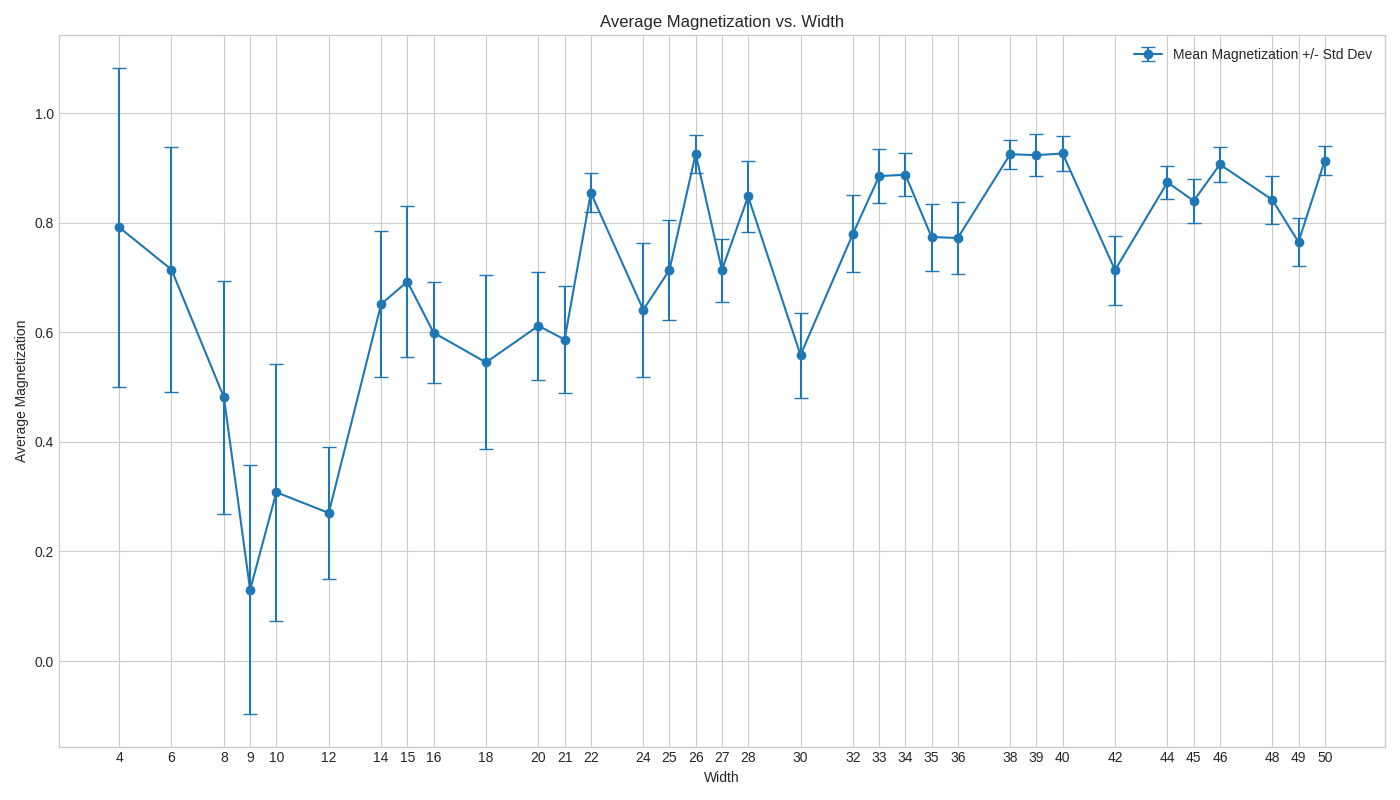 Average Magnetization vs. Width
Mean Magnetization +/- Std Dev
Average Magnetization
1.0
0.8
0.6
0.4
0.2
0.0
4 6 8 9 10 12 14 15 16 18 20 21 22 24 25 26 27 28 30 32 33 34 35 36 38 39 40 42 44 45 46 48 49 50
Width